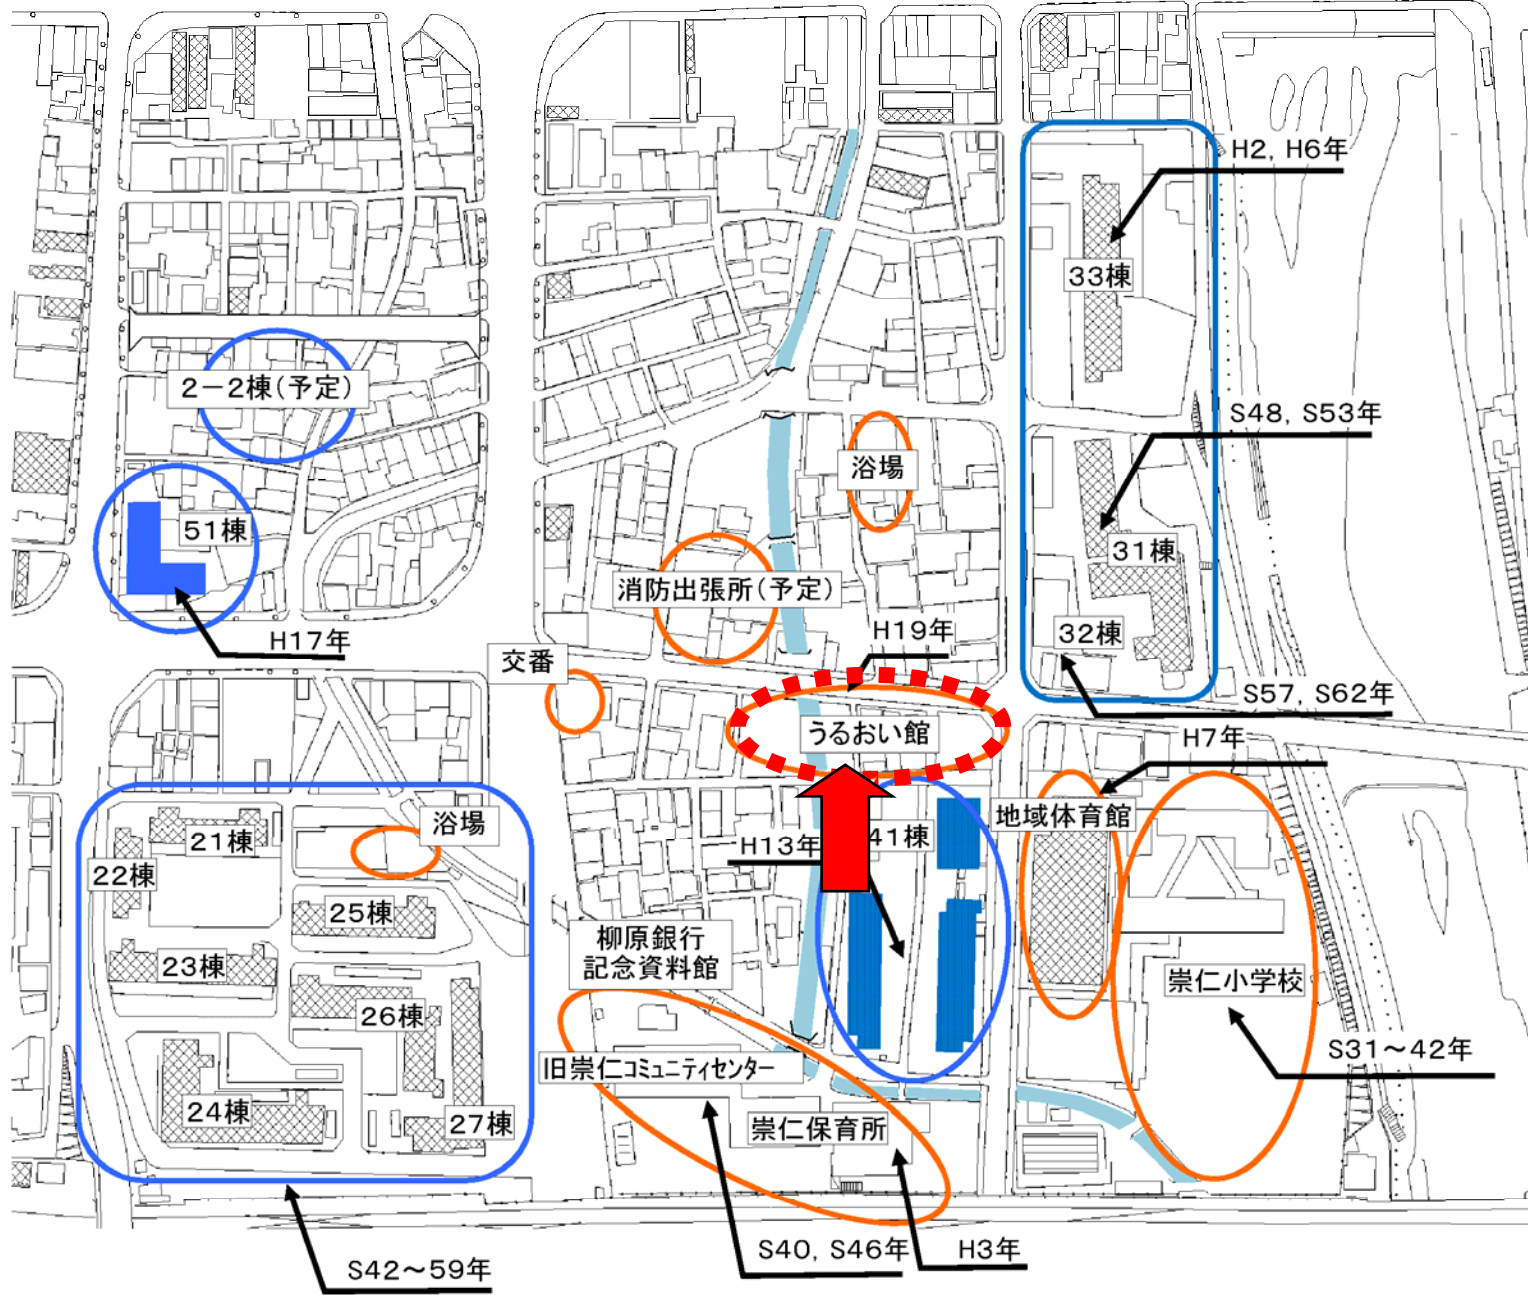 H2, H6年
33棟
2－2棟(予定)
S48, S53年
浴場
51棟
31棟
消防出張所(予定)
H17年
H19年
32棟
交番
S57, S62年
うるおい館
H7年
地域体育館
浴場
21棟
H13年
41棟
22棟
25棟
柳原銀行
記念資料館
23棟
崇仁小学校
26棟
S31～42年
旧崇仁コミュニティセンター
24棟
27棟
崇仁保育所
S40, S46年
H3年
S42～59年